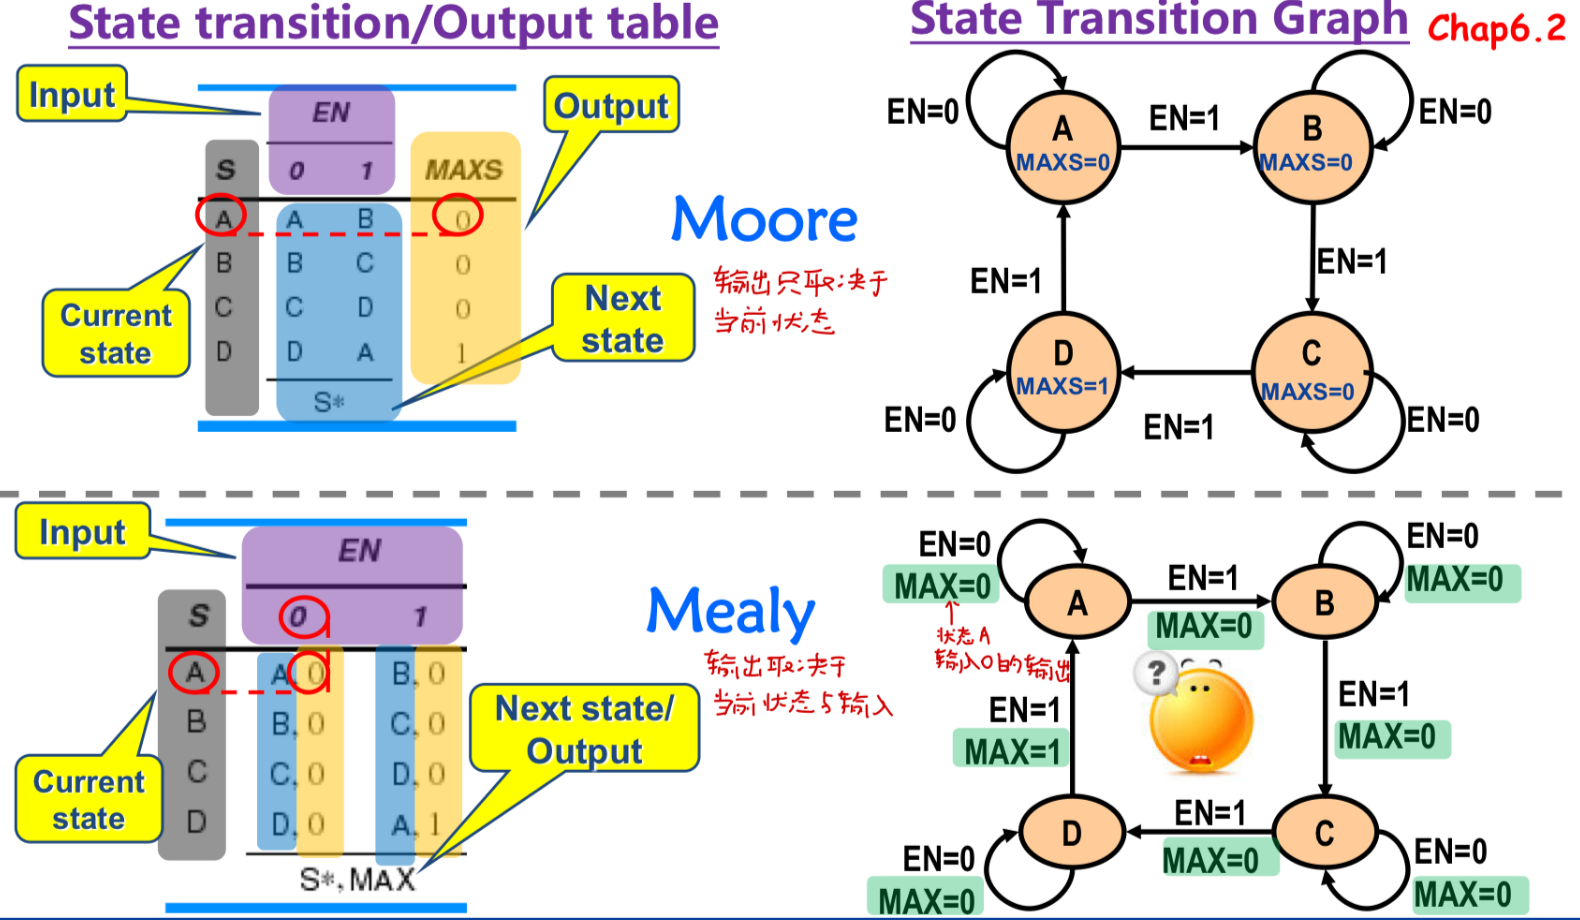 State transition/Output table
State Transition Graph
Chap6.2
Input
EN
Output
S
0 1
MAXS
A A B 0
B B C 0
C C D 0
D D A 1
S*
Current
state
Next
state
Moore
输出只取决于
当前状态
EN=0
A
MAXS=0
EN=1
B
MAXS=0
EN=0
EN=1
EN=1
D
MAXS=1
C
MAXS=0
EN=0
EN=1
EN=0
Input
EN
S
0 1
A A, 0 B, 0
B B, 0 C, 0
C C, 0 D, 0
D D, 0 A, 1
S*, MAX
Current
state
Next state/
Output
Mealy
输出取决于
当前状态与输入
EN=0
MAX=0
状态A
输入0的输出
A
EN=1
MAX=0
B
EN=0
MAX=0
?
EN=1
MAX=1
EN=1
MAX=0
D
EN=1
MAX=0
C
EN=0
MAX=0
EN=0
MAX=0